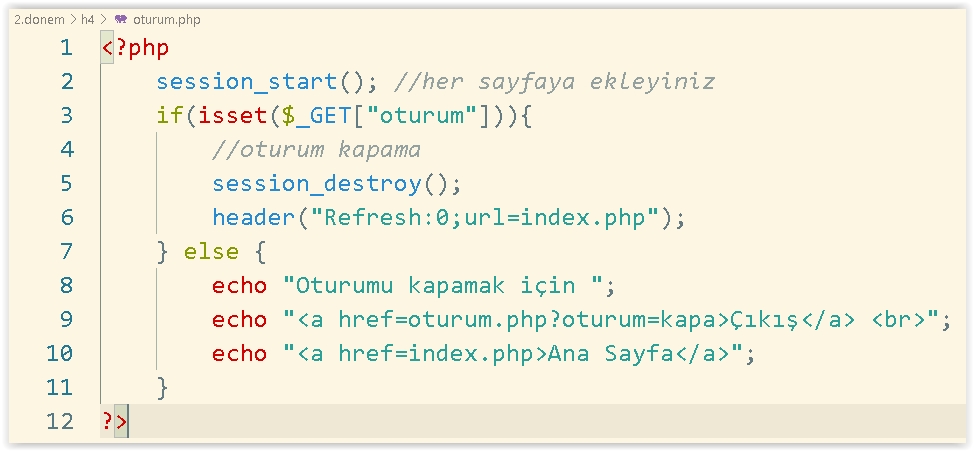 2.donem > h4 > oturum.php
1 <?php
2 session_start(); //her sayfaya ekleyiniz
3 if(isset($_GET["oturum"])){
4 //oturum kapama
5 session_destroy();
6 header("Refresh:0;url=index.php");
7 } else {
8 echo "Oturumu kapamak için ";
9 echo "<a href=oturum.php?oturum=kapa>Çıkış</a> <br>";
10 echo "<a href=index.php>Ana Sayfa</a>";
11 }
12 ?>